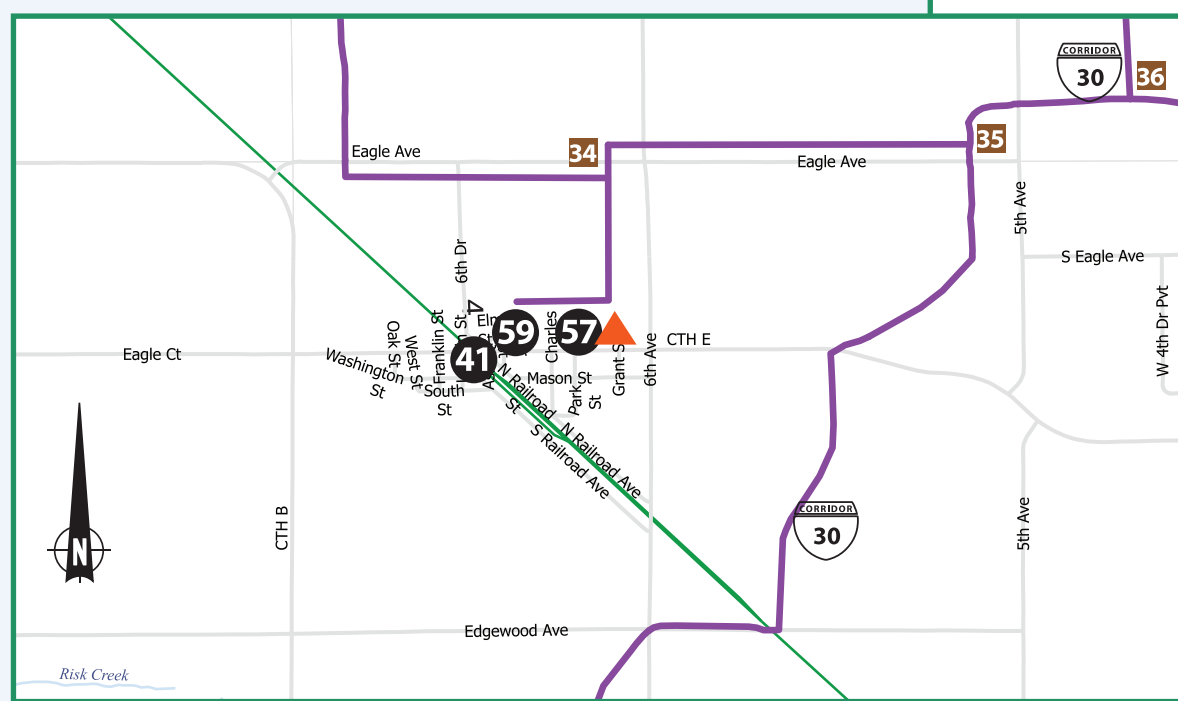 CORRIDOR
30
36
35
34
Eagle Ave
Eagle Ave
5th Ave
S Eagle Ave
6th Dr
W 4th Dr Pvt
4
59
57
41
Charles
Franklin St
St
Oak St
West St
Eagle Ct
CTH E
6th Ave
Grant S
Washington
St
South
St
Mason St
Park
St
N Railroad
St
N Railroad Ave
S Railroad Ave
CTH B
5th Ave
CORRIDOR
30
N
Edgewood Ave
Risk Creek